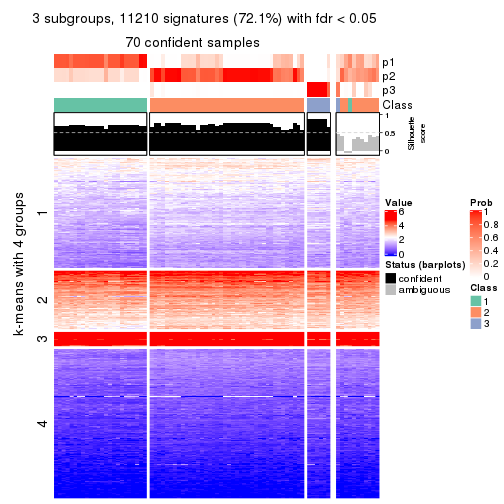 3 subgroups, 11210 signatures (72.1%) with fdr < 0.05
70 confident samples
p1
p2
p3
Class
1
0.5
0
Silhouette
score
k-means with 4 groups
1
2
3
4
Value
6
4
2
0
Status (barplots)
confident
ambiguous
Prob
1
0.8
0.6
0.4
0.2
0
Class
1
2
3